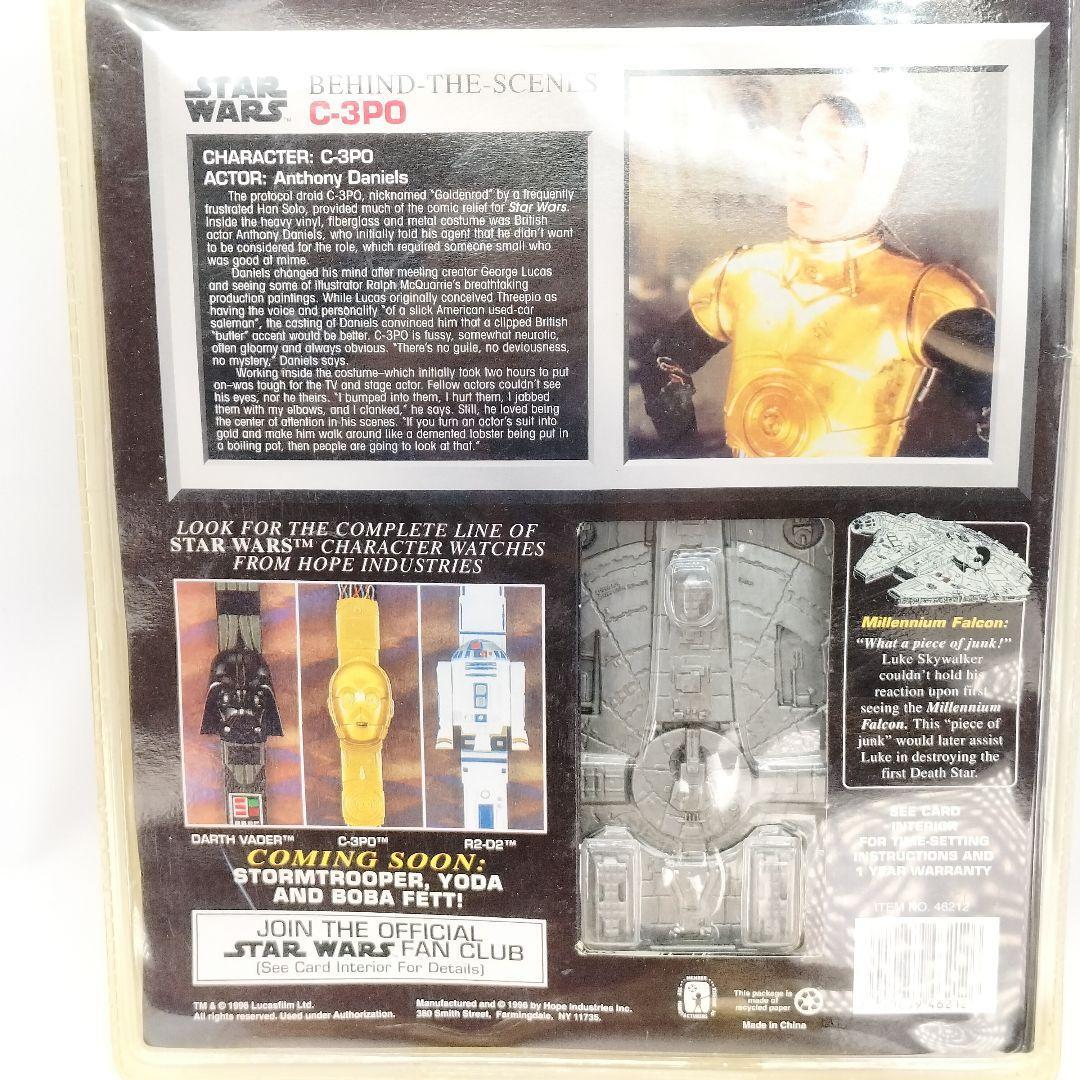 STAR WARS™
BEHIND-THE-SCENES
C-3PO
CHARACTER: C-3PO
ACTOR: Anthony Daniels
The protocol droid C-3PO, nicknamed "Goldenrod" by a frequently
frustrated Han Solo, provided much of the comic relief for Star Wars.
Inside the heavy vinyl, fiberglass and metal costume was British
actor Anthony Daniels, who initially told his agent that he didn't want
to be considered for the role, which required someone small who
was good at mime.
Daniels changed his mind after meeting creator George Lucas
and seeing some of illustrator Ralph McQuarrie's breathtaking
production paintings. While Lucas originally conceived Threepio as
having the voice and personality "of a slick American used-car
saleman", the casting of Daniels convinced him that a clipped British
"butler" accent would be better. C-3PO is fussy, somewhat neurotic,
often gloomy and always obvious. "There's no guile, no deviousness,
no mystery," Daniels says.
Working inside the costume–which initially took two hours to put
on–was tough for the TV and stage actor. Fellow actors couldn't see
his eyes, nor he theirs. "I bumped into them, I hurt them, I jabbed
them with my elbows, and I clanked," he says. Still, he loved being
the center of attention in his scenes. "If you turn an actor's suit into
gold and make him walk around like a demented lobster being put in
a boiling pot, then people are going to look at that."
LOOK FOR THE COMPLETE LINE OF
STAR WARS™ CHARACTER WATCHES
FROM HOPE INDUSTRIES
DARTH VADER™
C-3PO™
R2-D2™
COMING SOON:
STORMTROOPER, YODA
AND BOBA FETT!
JOIN THE OFFICIAL
STAR WARS FAN CLUB
(See Card Interior For Details)
TM & © 1996 Lucasfilm Ltd.
All rights reserved. Used under Authorization.
Manufactured and © 1996 by Hope Industries Inc.
380 Smith Street, Farmingdale, NY 11735.
Millennium Falcon:
"What a piece of junk!"
Luke Skywalker
couldn't hold his
reaction upon first
seeing the Millennium
Falcon. This "piece of
junk" would later assist
Luke in destroying the
first Death Star.
SEE CARD
INTERIOR
FOR TIME-SETTING
INSTRUCTIONS AND
1 YEAR WARRANTY
ITEM NO. 46212
This package is
made of
recycled paper
Made in China